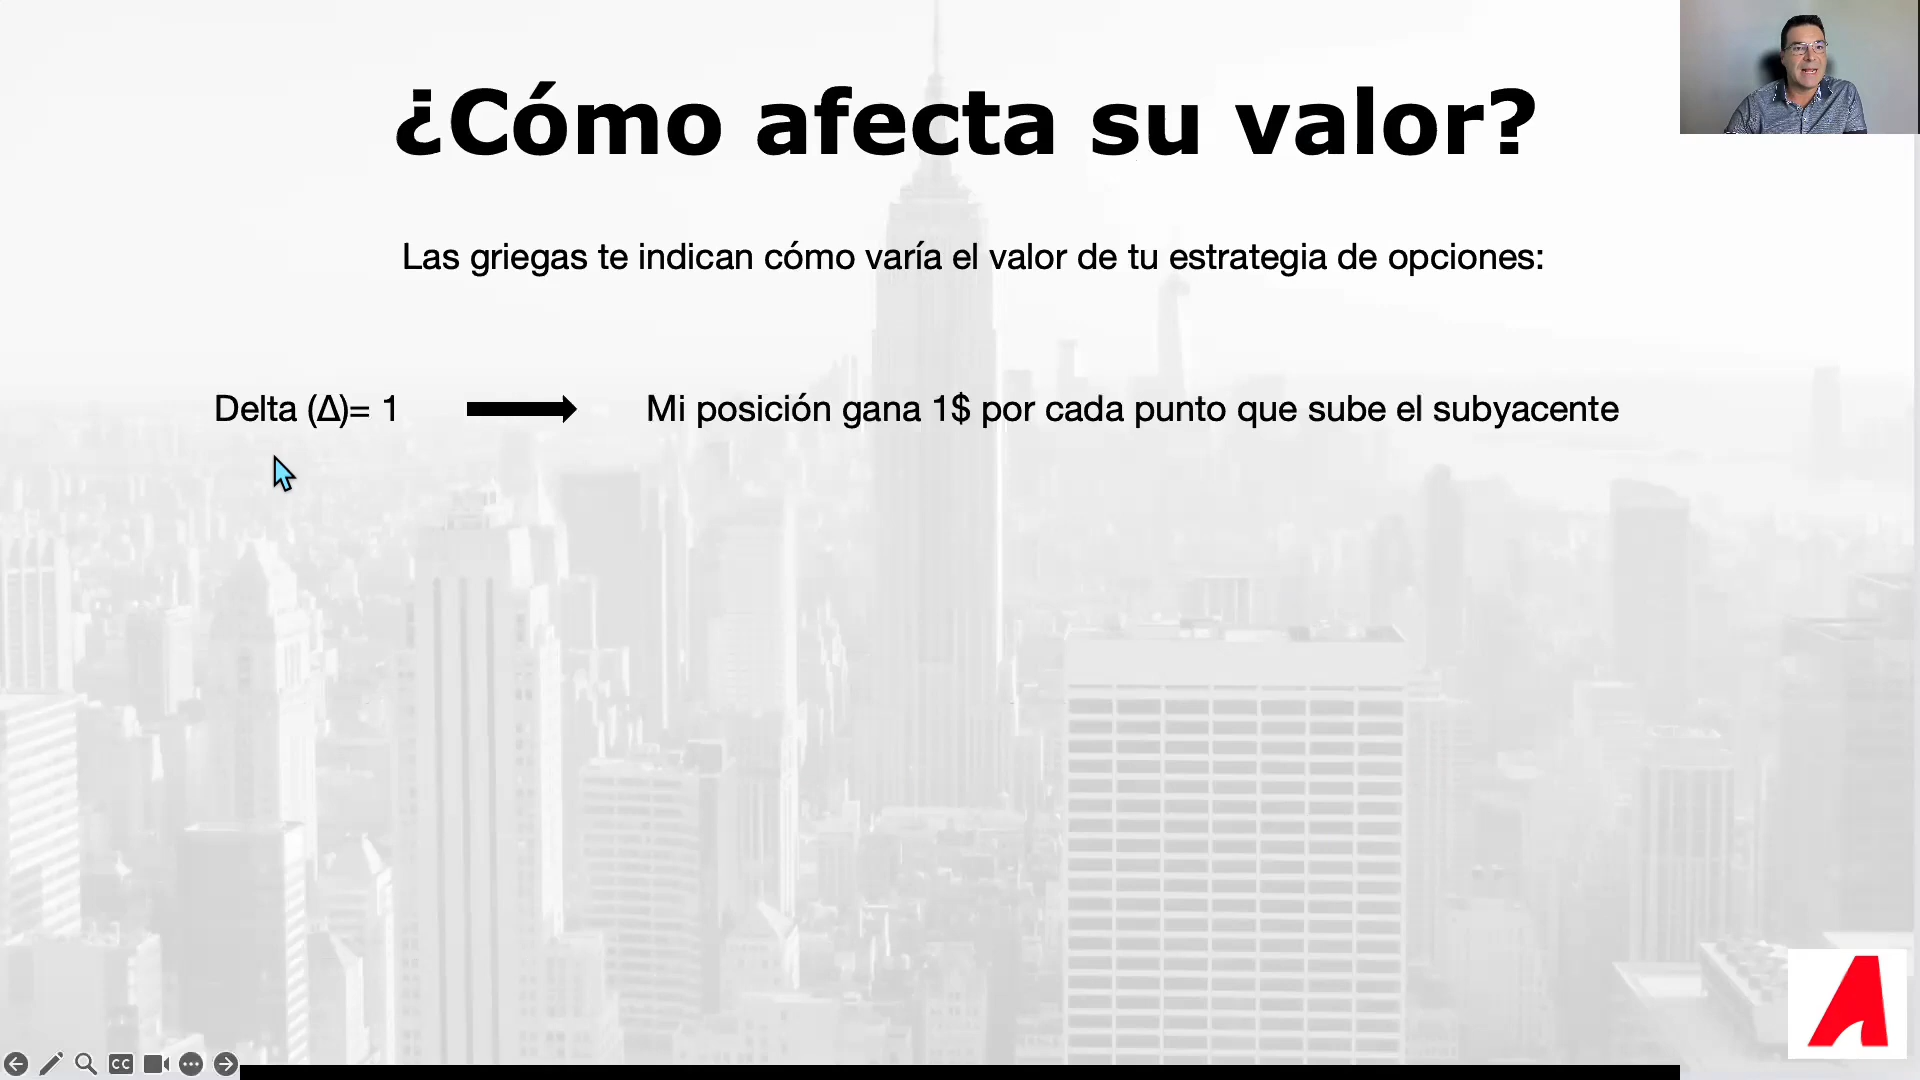 ¿Cómo afecta su valor?
Las griegas te indican cómo varía el valor de tu estrategia de opciones:
Delta (Δ)= 1
Mi posición gana 1$ por cada punto que sube el subyacente
CC